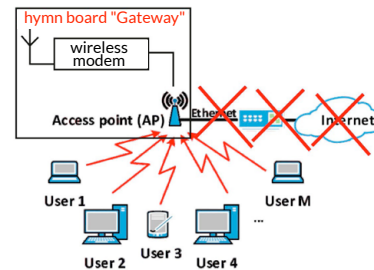 hymn board "Gateway"
wireless
modem
Access point (AP)
Ethernet
Internet
User 1
User 2
User 3
User 4
...
User M